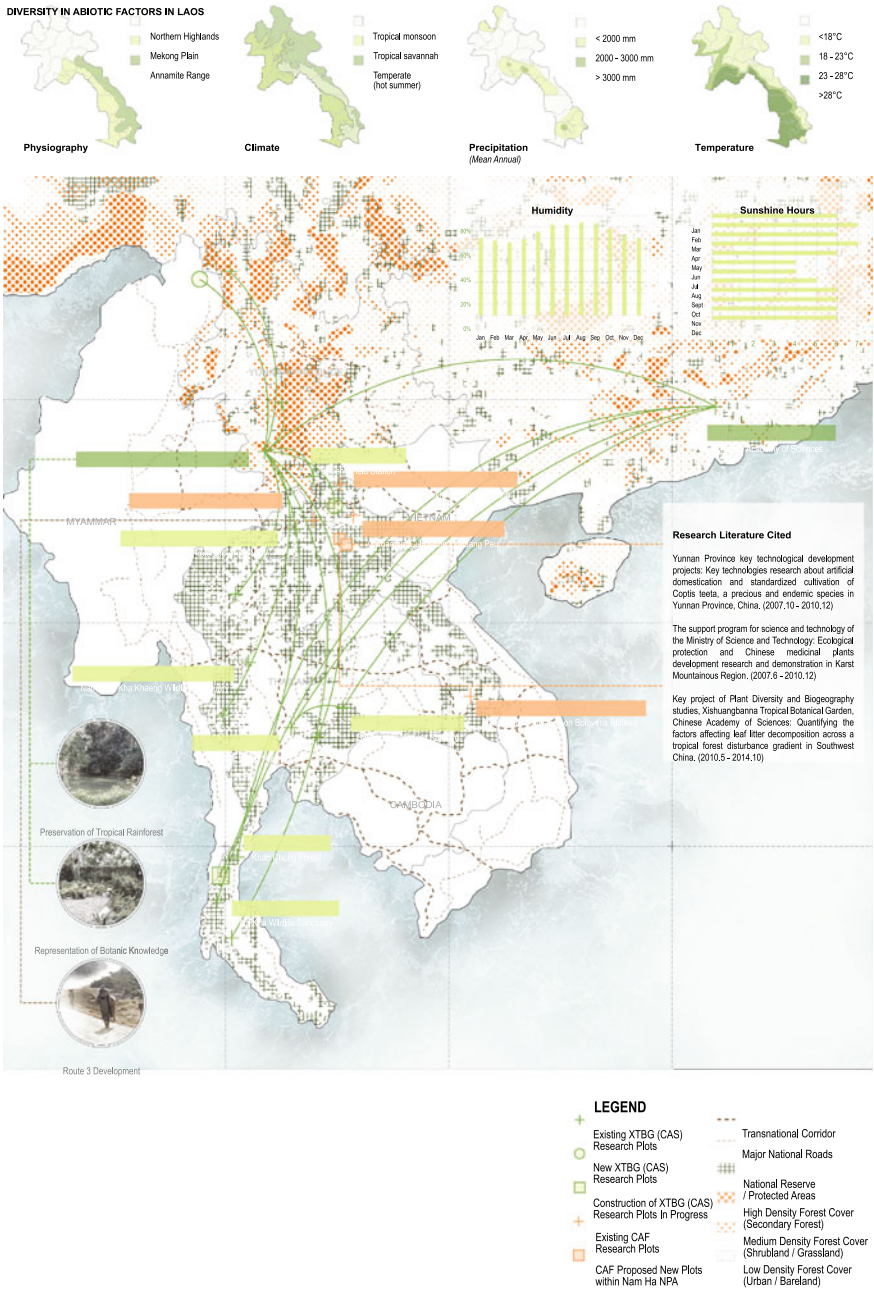 DIVERSITY IN ABIOTIC FACTORS IN LAOS
Northern Highlands
Mekong Plain
Annamite Range
Physiography
Tropical monsoon
Tropical savannah
Temperate
(hot summer)
Climate
< 2000 mm
2000 - 3000 mm
> 3000 mm
Precipitation
(Mean Annual)
<18°C
18 - 23°C
23 - 28°C
>28°C
Temperature
Humidity
80%
60%
40%
20%
0%
Jan Feb Mar Apr May Jun Jul Aug Sep Oct Nov Dec
Sunshine Hours
Jan
Feb
Mar
Apr
May
Jun
Jul
Aug
Sept
Oct
Nov
Dec
MYANMAR
VIETNAM
CAMBODIA
Research Literature Cited
Yunnan Province key technological development
projects: Key technologies research about artificial
domestication and standardized cultivation of
Coptis teeta, a precious and endemic species in
Yunnan Province, China. (2007.10 - 2010.12)
The support program for science and technology of
the Ministry of Science and Technology: Ecological
protection and Chinese medicinal plants
development research and demonstration in Karst
Mountainous Region. (2007.6 - 2010.12)
Key project of Plant Diversity and Biogeography
studies, Xishuangbanna Tropical Botanical Garden,
Chinese Academy of Sciences: Quantifying the
factors affecting leaf litter decomposition across a
tropical forest disturbance gradient in Southwest
China. (2010.5 - 2014.10)
Preservation of Tropical Rainforest
Representation of Botanic Knowledge
Route 3 Development
LEGEND
Existing XTBG (CAS)
Research Plots
New XTBG (CAS)
Research Plots
Construction of XTBG (CAS)
Research Plots In Progress
Existing CAF
Research Plots
CAF Proposed New Plots
within Nam Ha NPA
Transnational Corridor
Major National Roads
National Reserve
/ Protected Areas
High Density Forest Cover
(Secondary Forest)
Medium Density Forest Cover
(Shrubland / Grassland)
Low Density Forest Cover
(Urban / Bareland)